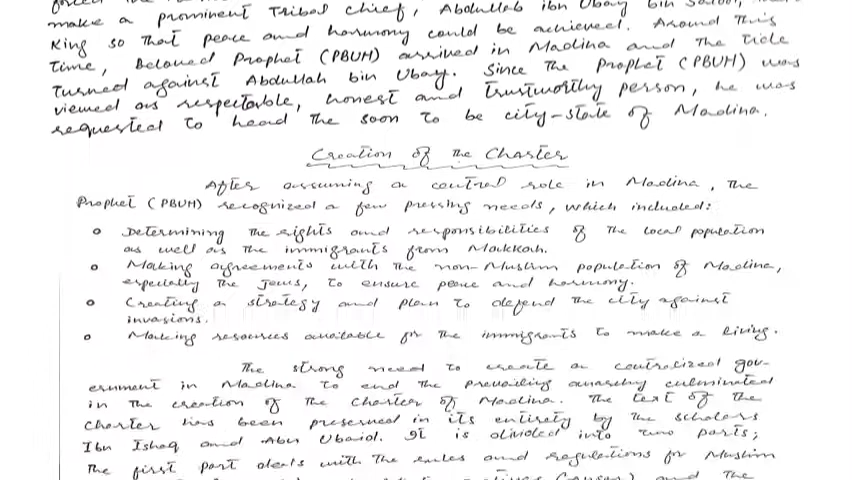 make a prominent Tribal chief, Abdullah ibn Ubay bin
King so that peace and harmony could be achieved. Around this
time, Beloved Prophet (PBUH) arrived in Madina and the tide
turned against Abdullah bin Ubay. Since the Prophet (PBUH) was
viewed as respectable, honest and trustworthy person, he was
requested to head the soon to be city-state of Madina.
Creation of the Charter
After assuming a central role in Madina, the
Prophet (PBUH) recognized a few pressing needs, which included:
o Determining the rights and responsibilities of the local population
as well as the immigrants from Makkah.
o Making agreements with the non-Muslim population of Madina,
especially the Jews, to ensure peace and harmony.
o Creating a strategy and plan to defend the city against
invasions.
o Making resources available for the immigrants to make a living.
The strong need to create a centralized gov-
ernment in Madina to end the prevailing anarchy culminated
in the creation of the Charter of Madina. The text of the
charter has been preserved in its entirety by the scholars
Ibn Ishaq and Abu Ubaid. It is divided into two parts;
the first part deals with the rules and regulations for Muslim
and the